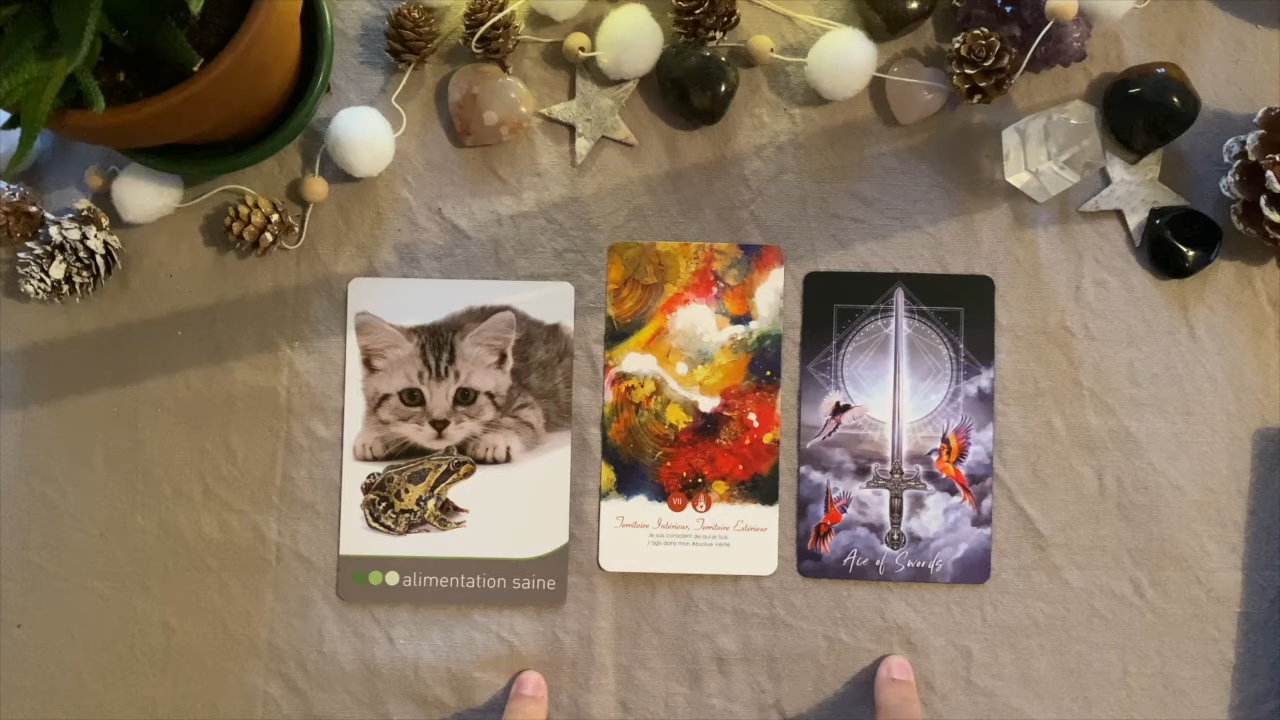 alimentation saine
VII
Territoire Intérieur, Territoire Extérieur
Je suis conscient de qui je suis.
J'agis dans mon Absolue Vérité.
Ace of Swords